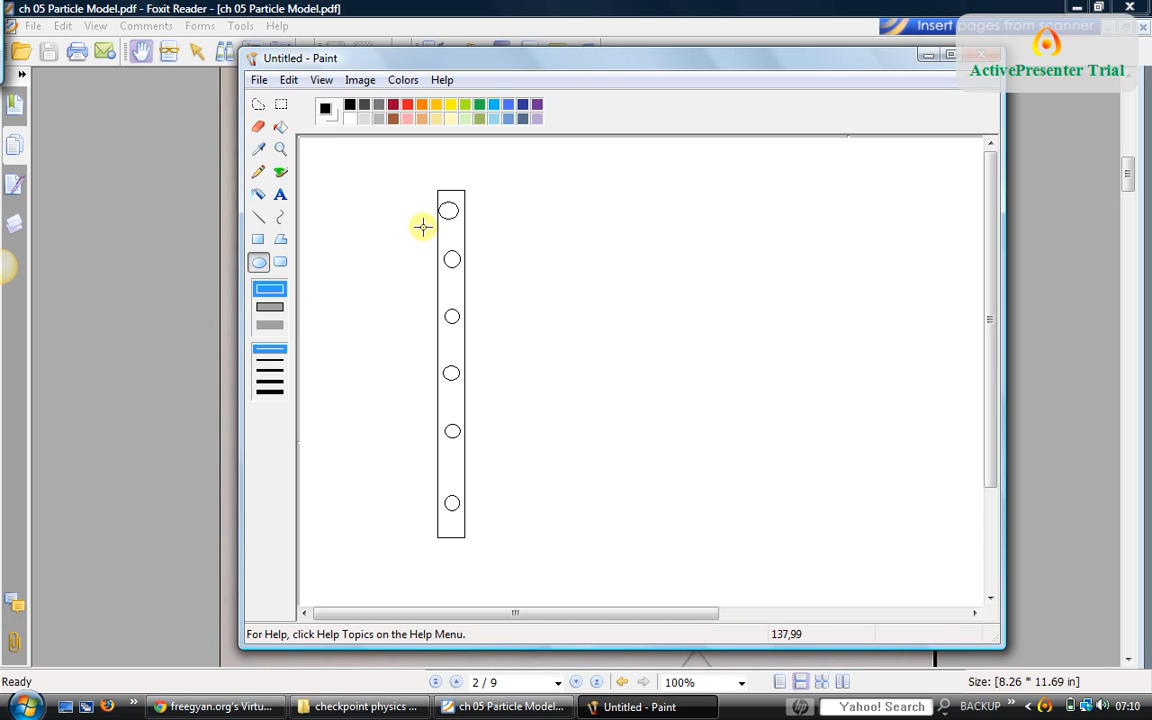 ch 05 Particle Model.pdf - Foxit Reader - [ch 05 Particle Model.pdf]
File Edit View Comments Forms Tools Help
Insert pages from scanner
ActivePresenter Trial
Untitled - Paint
File Edit View Image Colors Help
A
For Help, click Help Topics on the Help Menu.
137,99
Ready
2 / 9
100%
Size: [8.26 * 11.69 in]
freegyan.org's Virtu...
checkpoint physics ...
ch 05 Particle Model....
Untitled - Paint
Yahoo! Search
BACKUP
07:10